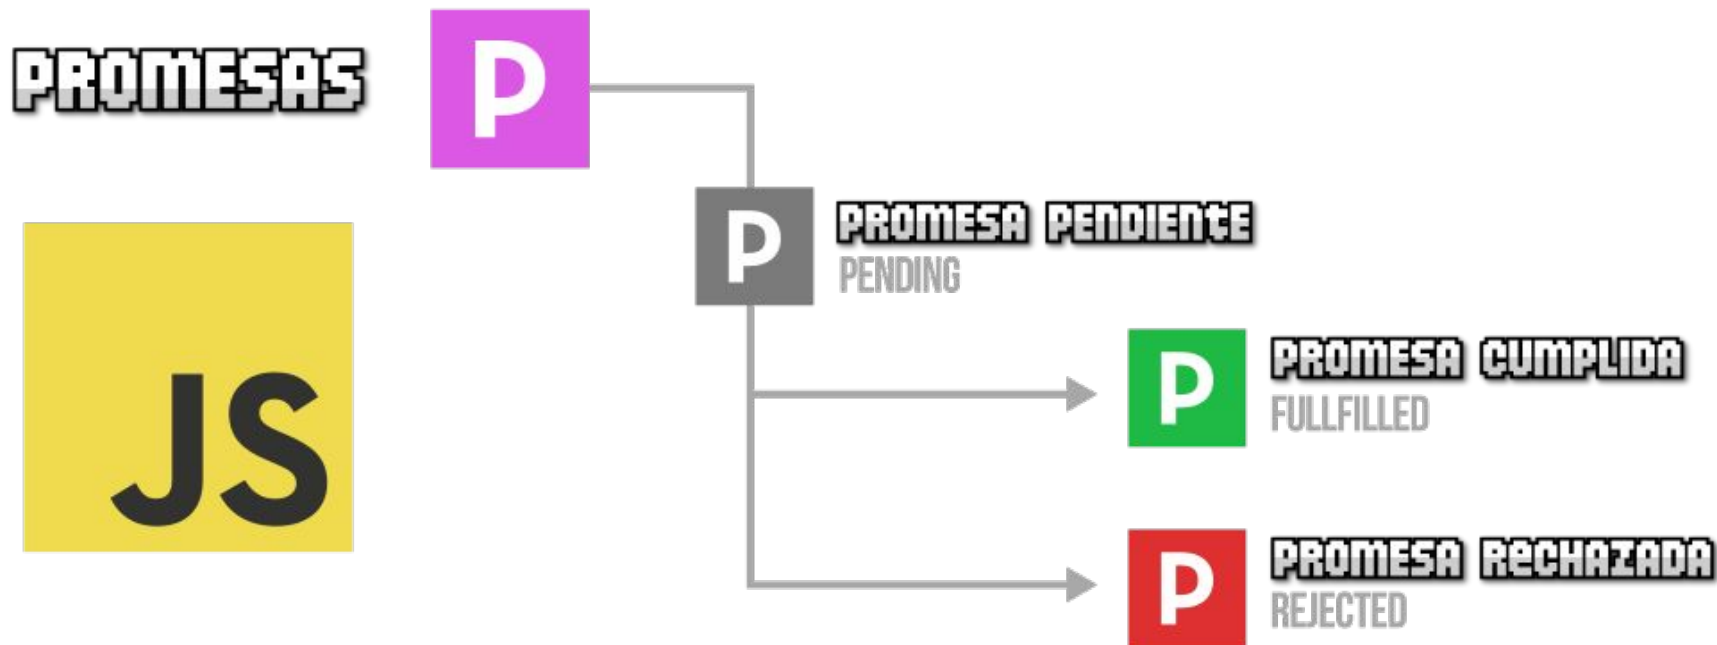 PROMESAS
P
P
PROMESA PENDIENTE
PENDING
JS
P
PROMESA CUMPLIDA
FULLFILLED
P
PROMESA RECHAZADA
REJECTED